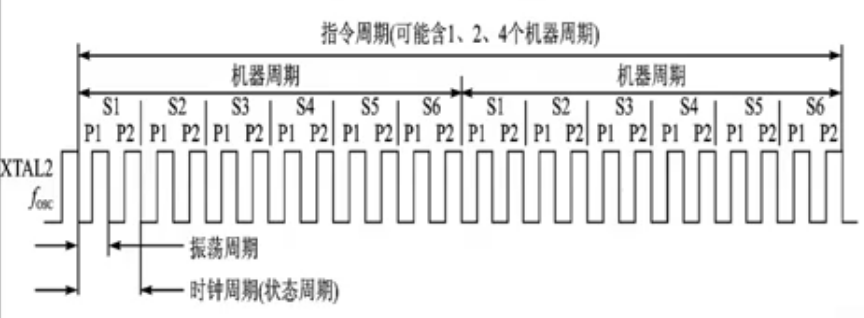 指令周期(可能含1、2、4个机器周期)
机器周期 机器周期
S1 S2 S3 S4 S5 S6 S1 S2 S3 S4 S5 S6
P1 P2 P1 P2 P1 P2 P1 P2 P1 P2 P1 P2 P1 P2 P1 P2 P1 P2 P1 P2 P1 P2 P1 P2
XTAL2
fosc
振荡周期
时钟周期(状态周期)